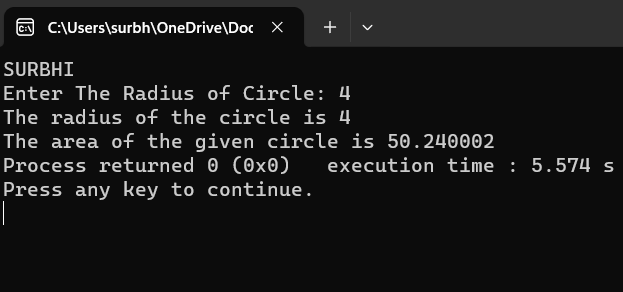 C:\Users\surbh\OneDrive\Doc
SURBHI
Enter The Radius of Circle: 4
The radius of the circle is 4
The area of the given circle is 50.240002
Process returned 0 (0x0)   execution time : 5.574 s
Press any key to continue.